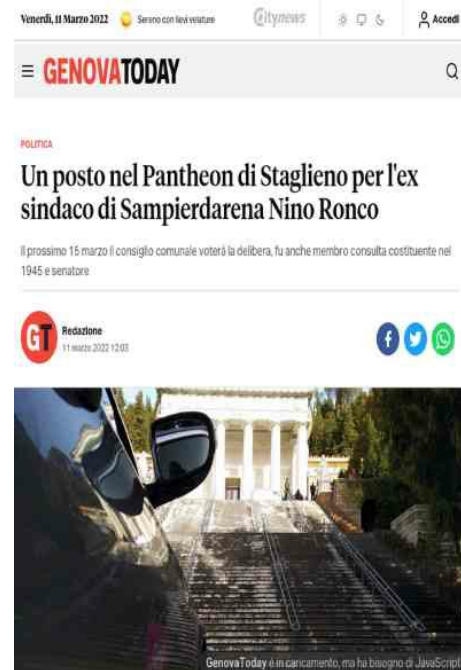 Venerdì, 11 Marzo 2022 Sereno con lievi velature Citynews Accedi
GENOVATODAY
POLITICA
Un posto nel Pantheon di Staglieno per l'ex
sindaco di Sampierdarena Nino Ronco
Il prossimo 15 marzo il consiglio comunale voterà la delibera, fu anche membro consulta costituente nel
1945 e senatore
GT
Redazione
11 marzo 2022 12:03
GenovaToday è in caricamento, ma ha bisogno di JavaScript